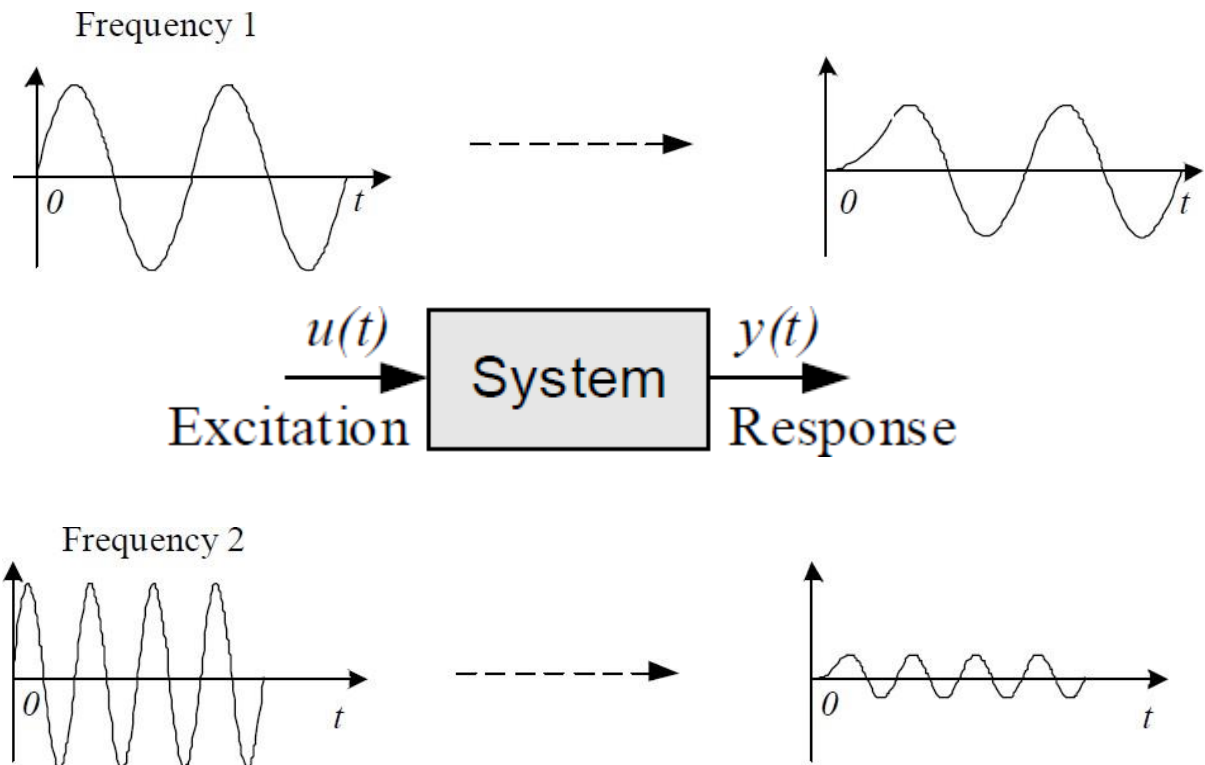 Frequency 1
0 t
0 t
u(t) System y(t)
Excitation Response
Frequency 2
0 t
0 t